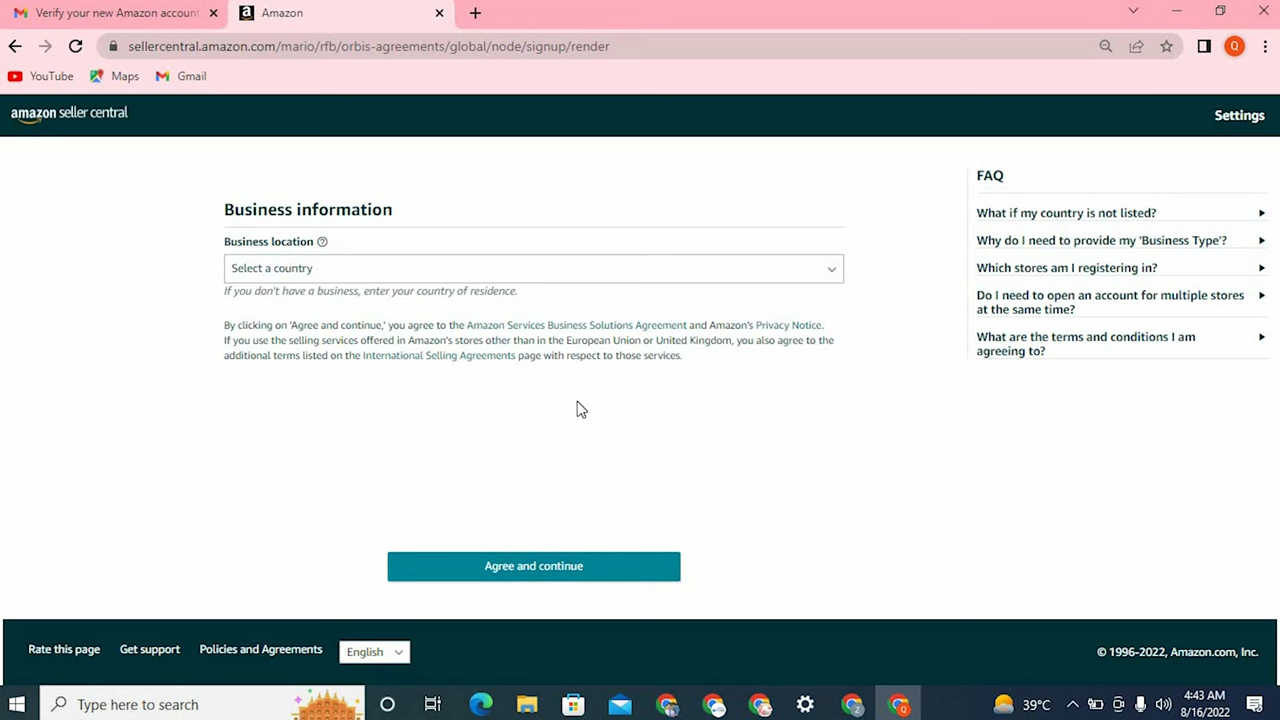 Verify your new Amazon accoun
Amazon
sellercentral.amazon.com/mario/rfb/orbis-agreements/global/node/signup/render
Q
YouTube
Maps
Gmail
amazon seller central
Settings
Business information
Business location
Select a country
If you don't have a business, enter your country of residence.
By clicking on 'Agree and continue,' you agree to the Amazon Services Business Solutions Agreement and Amazon's Privacy Notice.
If you use the selling services offered in Amazon's stores other than in the European Union or United Kingdom, you also agree to the
additional terms listed on the International Selling Agreements page with respect to those services.
Agree and continue
FAQ
What if my country is not listed?
Why do I need to provide my 'Business Type'?
Which stores am I registering in?
Do I need to open an account for multiple stores
at the same time?
What are the terms and conditions I am
agreeing to?
Rate this page
Get support
Policies and Agreements
English
© 1996-2022, Amazon.com, Inc.
Type here to search
39°C
4:43 AM
8/16/2022